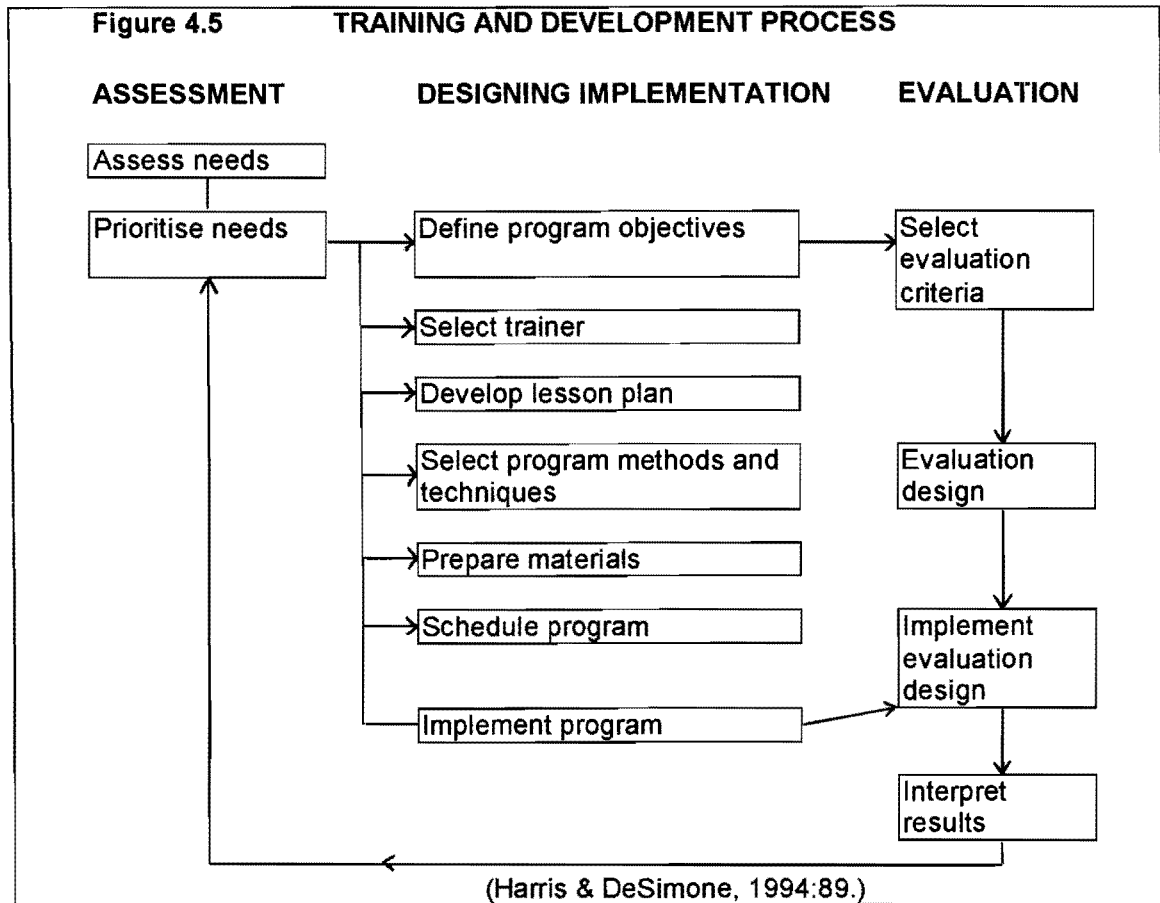 Figure 4.5 TRAINING AND DEVELOPMENT PROCESS
ASSESSMENT DESIGNING IMPLEMENTATION EVALUATION
Assess needs
Prioritise needs
Define program objectives
Select trainer
Develop lesson plan
Select program methods and
techniques
Prepare materials
Schedule program
Implement program
Select
evaluation
criteria
Evaluation
design
Implement
evaluation
design
Interpret
results
(Harris & DeSimone, 1994:89.)